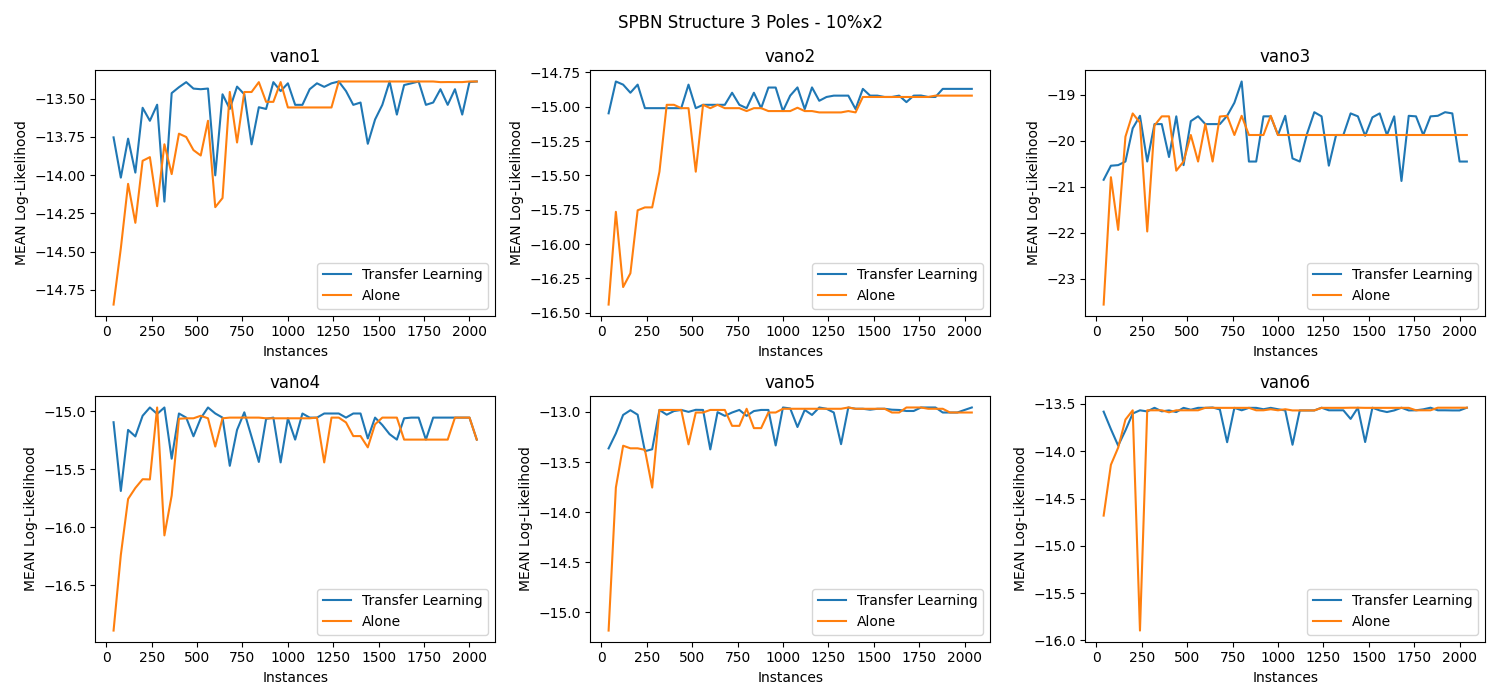 SPBN Structure 3 Poles - 10%x2
vano1
MEAN Log-Likelihood
−13.50
−13.75
−14.00
−14.25
−14.50
−14.75
0 250 500 750 1000 1250 1500 1750 2000
Instances
Transfer Learning
Alone
vano2
MEAN Log-Likelihood
−14.75
−15.00
−15.25
−15.50
−15.75
−16.00
−16.25
−16.50
0 250 500 750 1000 1250 1500 1750 2000
Instances
Transfer Learning
Alone
vano3
MEAN Log-Likelihood
−19
−20
−21
−22
−23
0 250 500 750 1000 1250 1500 1750 2000
Instances
Transfer Learning
Alone
vano4
MEAN Log-Likelihood
−15.0
−15.5
−16.0
−16.5
0 250 500 750 1000 1250 1500 1750 2000
Instances
Transfer Learning
Alone
vano5
MEAN Log-Likelihood
−13.0
−13.5
−14.0
−14.5
−15.0
0 250 500 750 1000 1250 1500 1750 2000
Instances
Transfer Learning
Alone
vano6
MEAN Log-Likelihood
−13.5
−14.0
−14.5
−15.0
−15.5
−16.0
0 250 500 750 1000 1250 1500 1750 2000
Instances
Transfer Learning
Alone